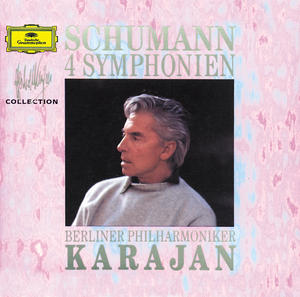 Deutsche
Grammophon
COLLECTION
SCHUMANN
4 SYMPHONIEN
BERLINER PHILHARMONIKER
KARAJAN